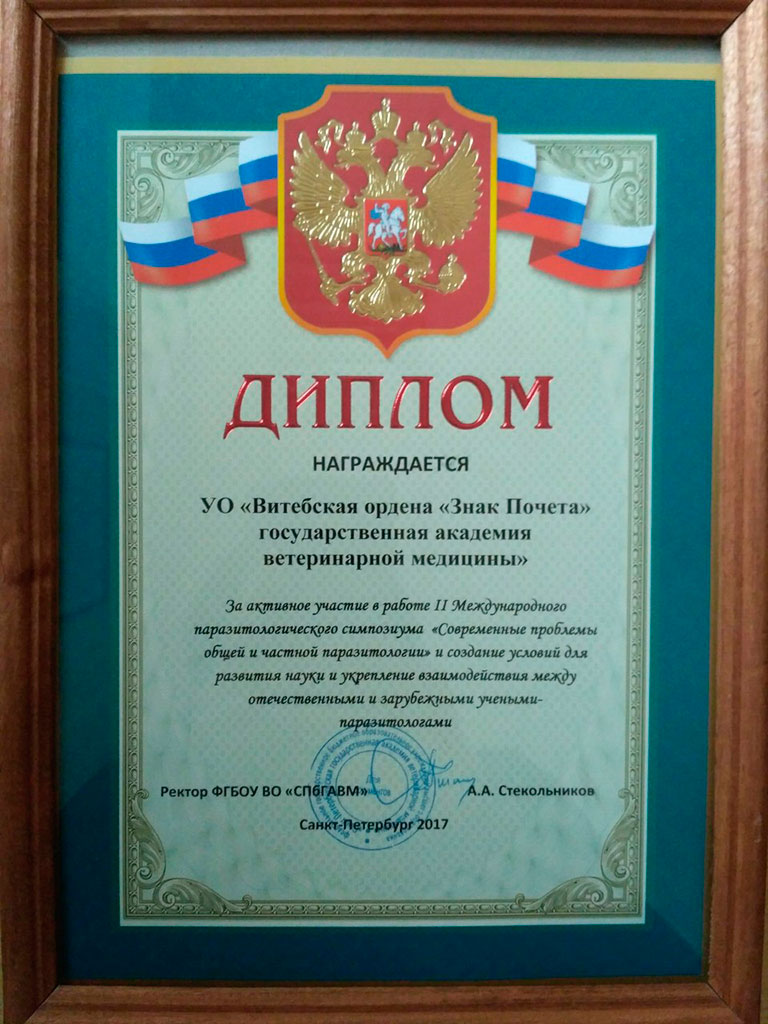 ДИПЛОМ
НАГРАЖДАЕТСЯ
УО «Витебская ордена «Знак Почета»
государственная академия
ветеринарной медицины»
За активное участие в работе II Международного
паразитологического симпозиума «Современные проблемы
общей и частной паразитологии» и создание условий для
развития науки и укрепление взаимодействия между
отечественными и зарубежными учеными-
паразитологами
Ректор ФГБОУ ВО «СПбГАВМ»
А.А. Стекольников
Санкт-Петербург 2017